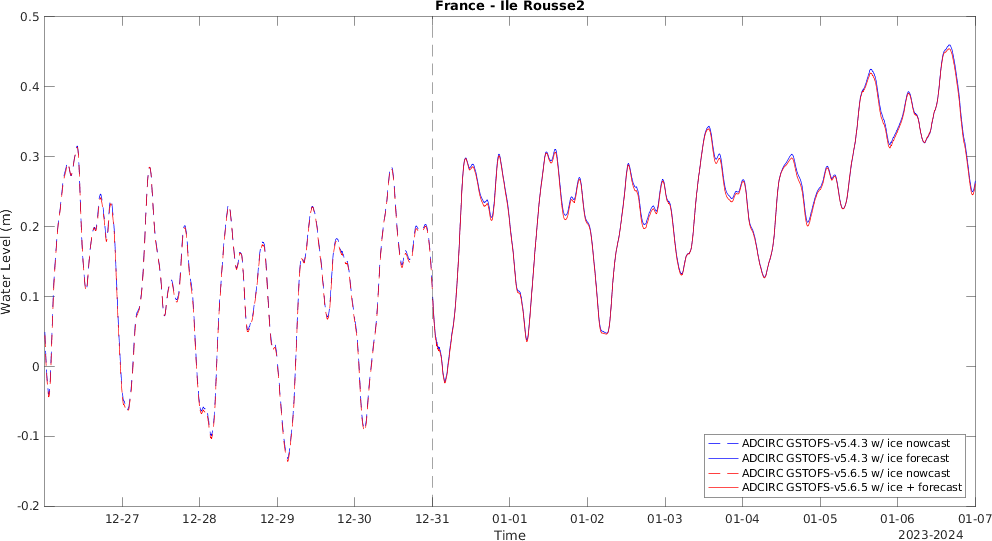 France - Ile Rousse2
Water Level (m)
0.5
0.4
0.3
0.2
0.1
0
-0.1
-0.2
12-27 12-28 12-29 12-30 12-31 01-01 01-02 01-03 01-04 01-05 01-06 01-07
Time
2023-2024
ADCIRC GSTOFS-v5.4.3 w/ ice nowcast
ADCIRC GSTOFS-v5.4.3 w/ ice forecast
ADCIRC GSTOFS-v5.6.5 w/ ice nowcast
ADCIRC GSTOFS-v5.6.5 w/ ice + forecast